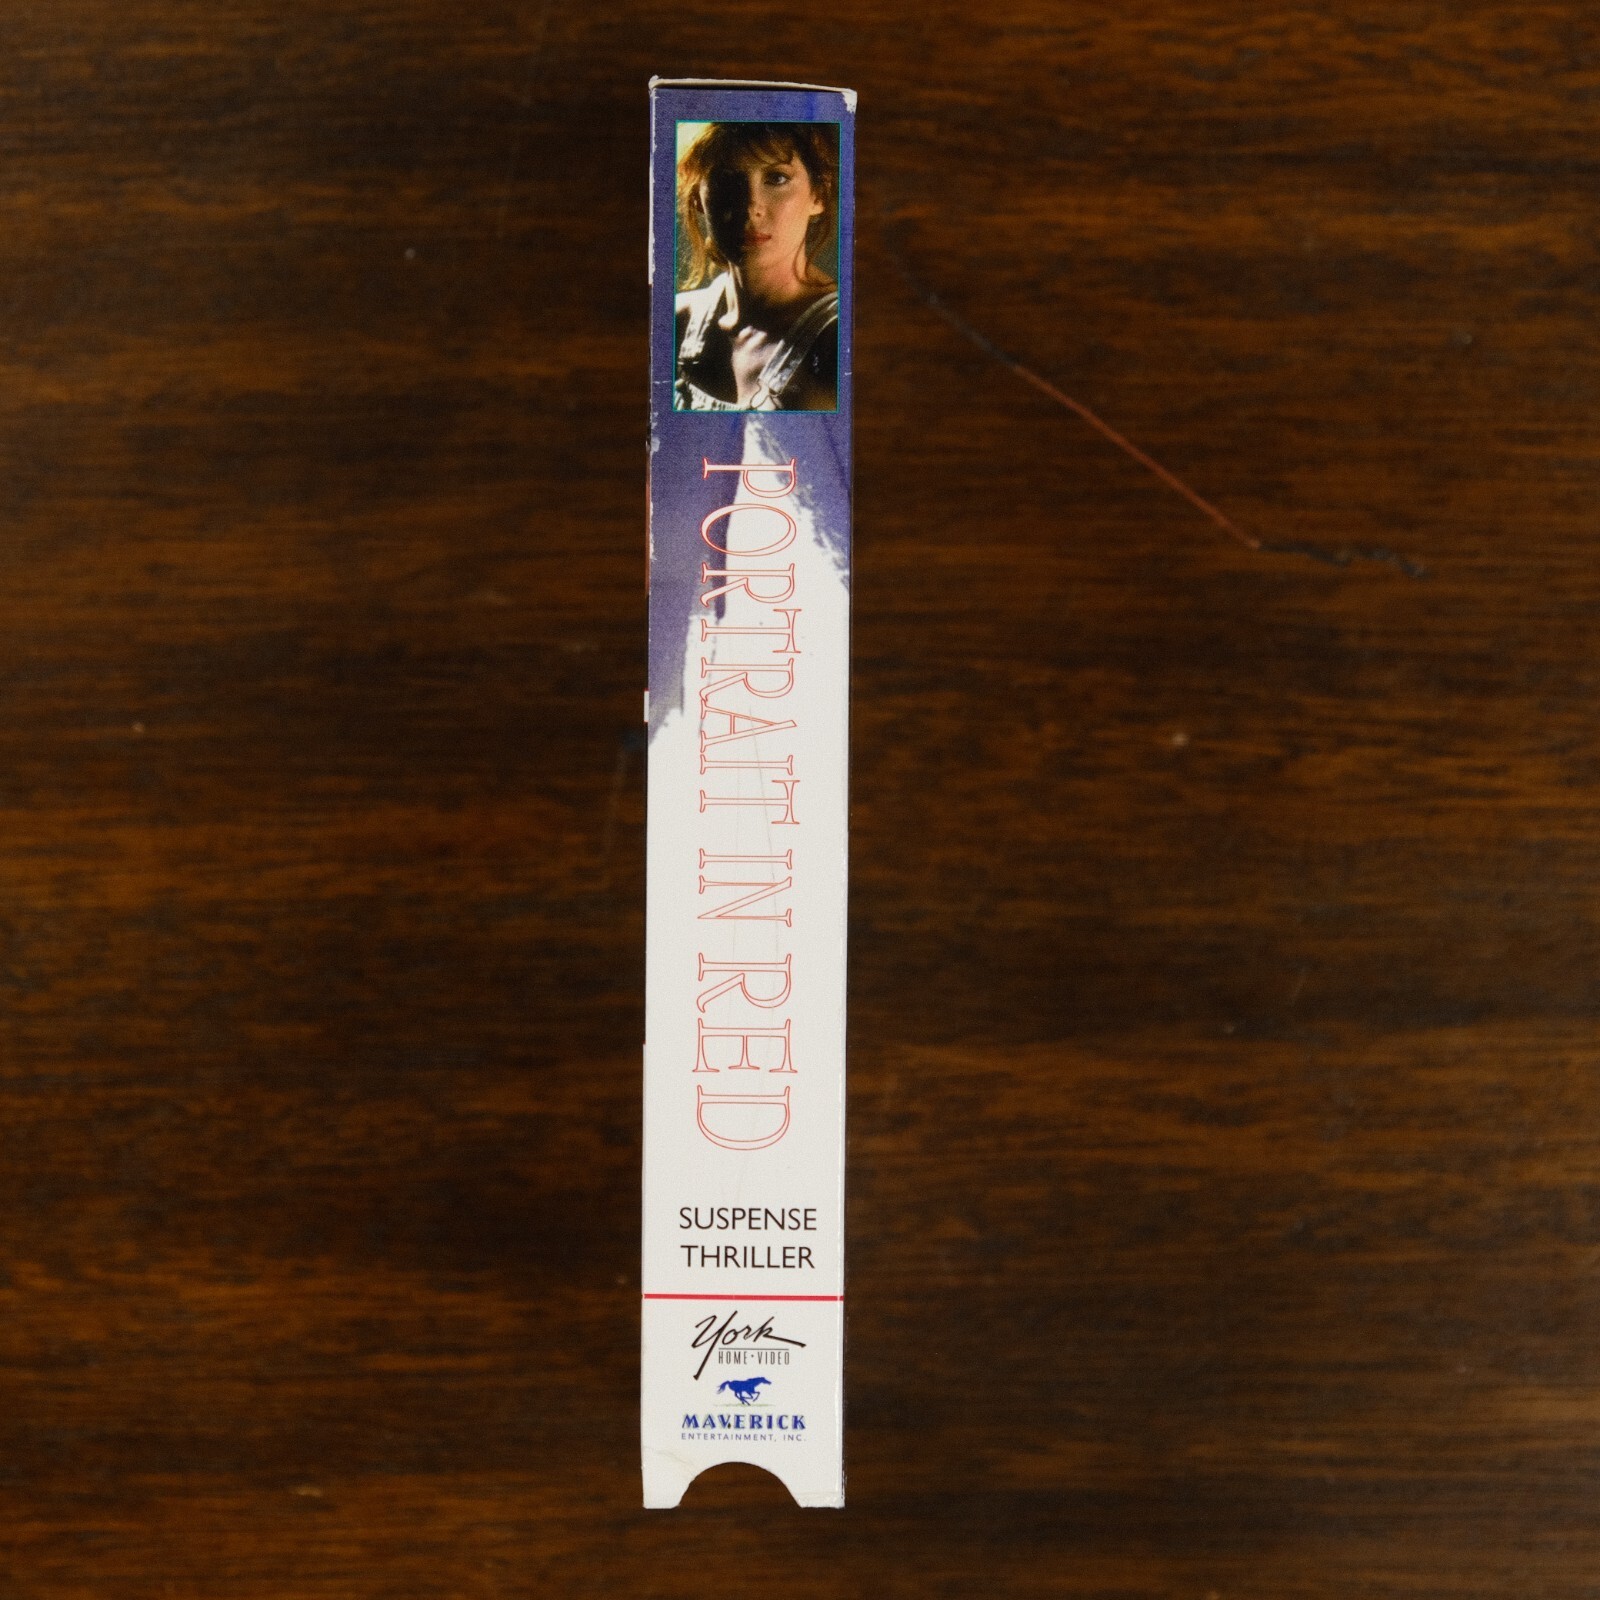 PORTRAIT IN RED
SUSPENSE
THRILLER
York
HOME • VIDEO
MAVERICK
ENTERTAINMENT, INC.